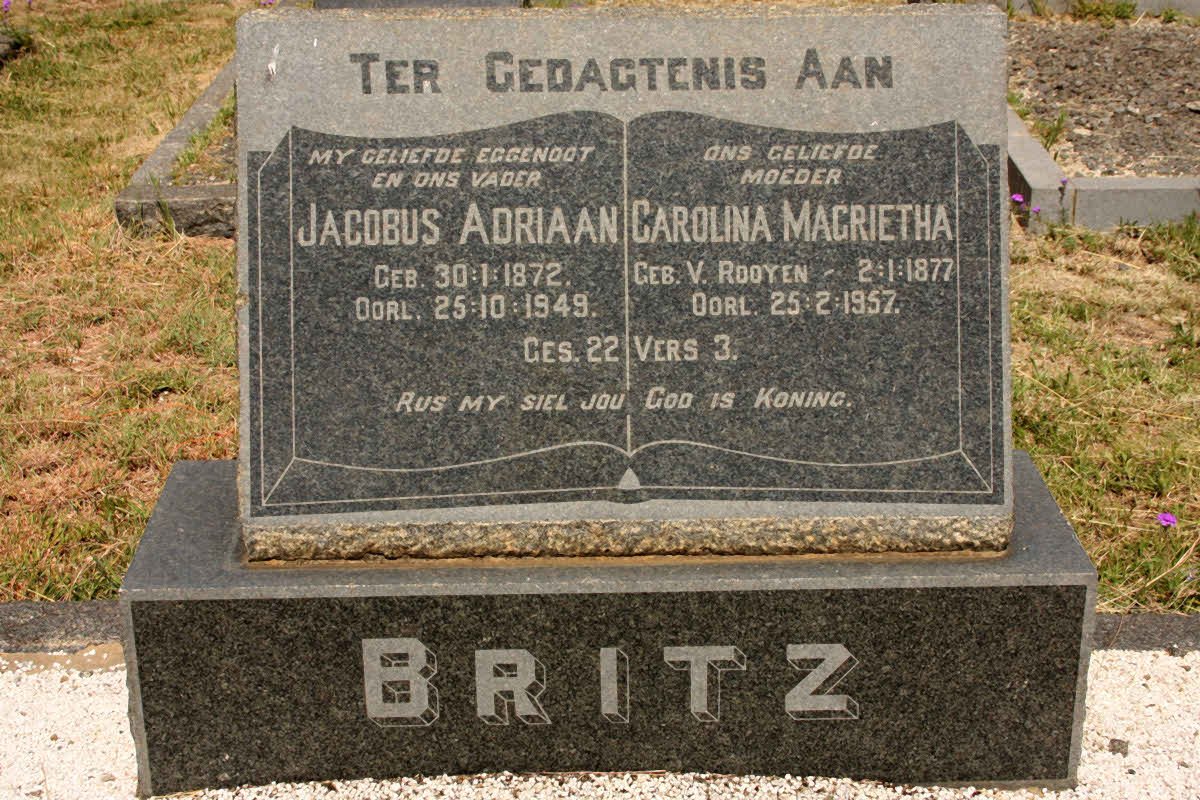 TER GEDAGTENIS AAN
MY GELIEFDE EGGENOOT
EN ONS VADER
JACOBUS ADRIAAN
GEB. 30:1:1872.
OORL. 25:10:1949.
ONS GELIEFDE
MOEDER
CAROLINA MAGRIETHA
GEB. V. ROOYEN - 2:1:1877
OORL. 25:2:1957.
GES. 22 VERS 3.
RUS MY SIEL JOU GOD IS KONING.
BRITZ